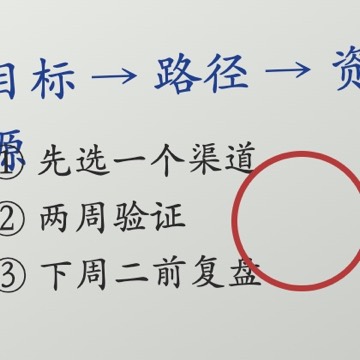 目标 → 路径 → 资
源
① 先选一个渠道
② 两周验证
③ 下周二前复盘